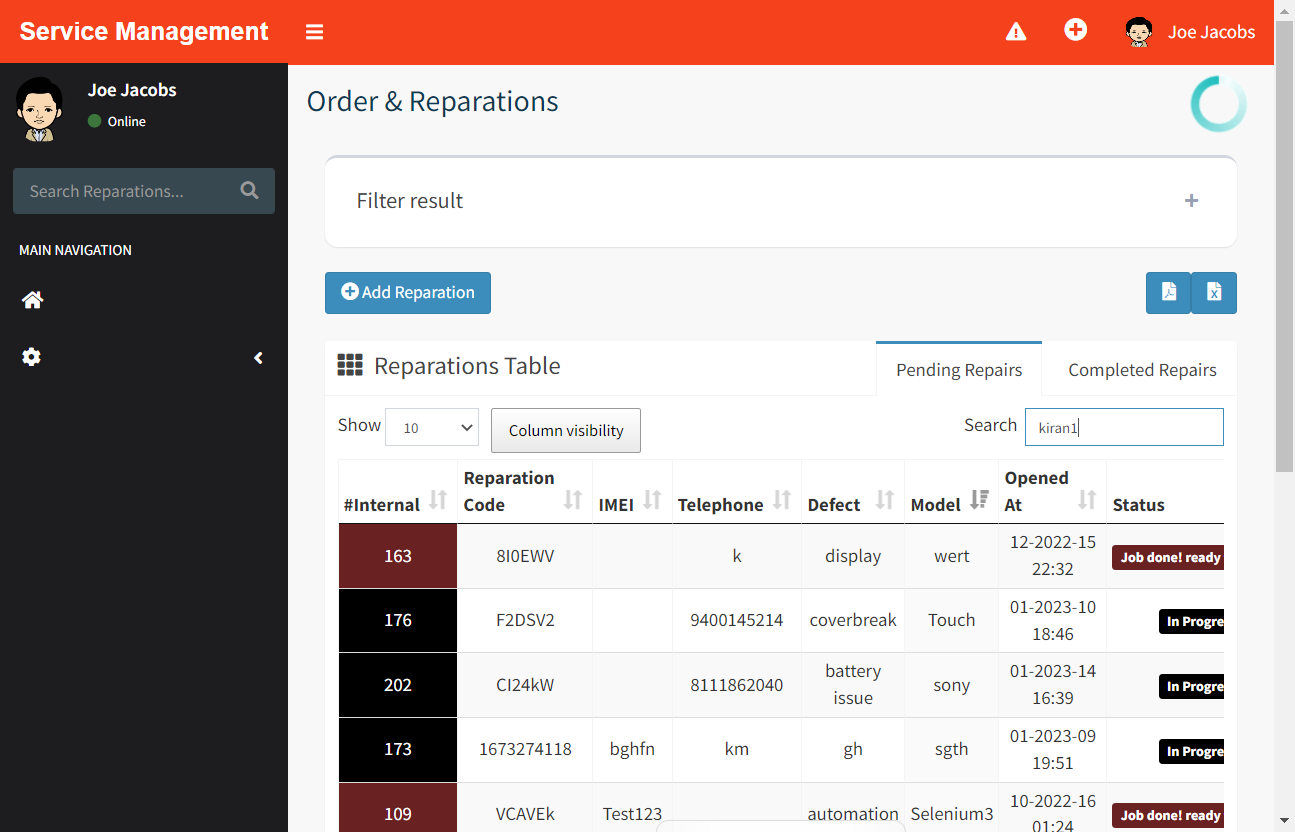 Service Management
Joe Jacobs
Joe Jacobs
Online
Search Reparations...
MAIN NAVIGATION
Order & Reparations
Filter result
Add Reparation
Reparations Table
Pending Repairs
Completed Repairs
Show 10
Column visibility
Search kiran1
#Internal Reparation Code IMEI Telephone Defect Model Opened At Status
163 8I0EWV k display wert 12-2022-15 22:32 Job done! ready
176 F2DSV2 9400145214 coverbreak Touch 01-2023-10 18:46 In Progre
202 CI24kW 8111862040 battery issue sony 01-2023-14 16:39 In Progre
173 1673274118 bghfn km gh sgth 01-2023-09 19:51 In Progre
109 VCAVEk Test123 automation Selenium3 10-2022-16 01:24 Job done! ready